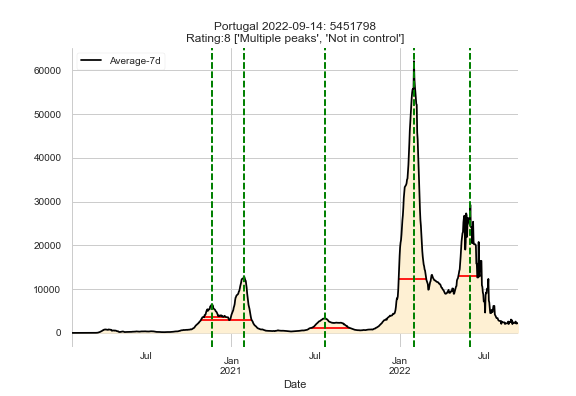 Portugal 2022-09-14: 5451798
Rating:8 ['Multiple peaks', 'Not in control']
Average-7d
60000
50000
40000
30000
20000
10000
0
Jul
Jan
2021
Jul
Jan
2022
Jul
Date